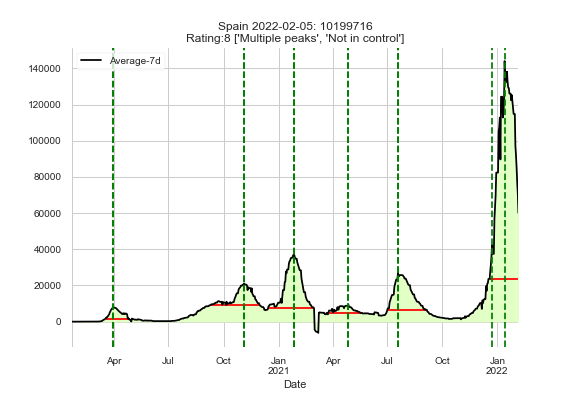 Spain 2022-02-05: 10199716
Rating:8 ['Multiple peaks', 'Not in control']
Average-7d
140000
120000
100000
80000
60000
40000
20000
0
Apr Jul Oct Jan Apr Jul Oct Jan
2021 2022
Date